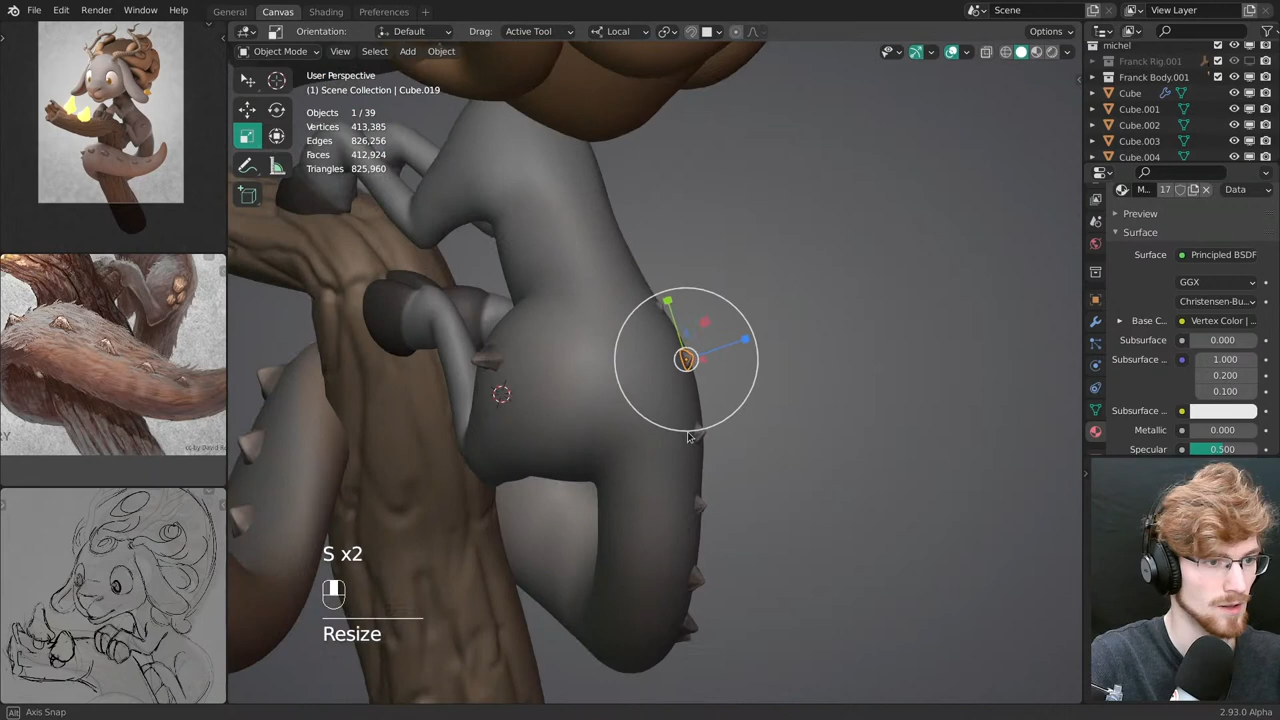 File Edit Render Window Help General Canvas Shading Preferences + Scene View Layer
Orientation: Default Drag: Active Tool Local Options
Object Mode View Select Add Object
User Perspective
(1) Scene Collection | Cube.019
Objects 1 / 39
Vertices 413,385
Edges 826,256
Faces 412,924
Triangles 825,960
michel
Franck Rig.001
Franck Body.001
Cube
Cube.001
Cube.002
Cube.003
Cube.004
M... 17 Data
Preview
Surface
Surface Principled BSDF
GGX
Christensen-Bu...
Base C... Vertex Color | ...
Subsurface 0.000
Subsurface ... 1.000
0.200
0.100
Subsurface ...
Metallic 0.000
Specular 0.500
S x2
Resize
Alt Axis Snap
2.93.0 Alpha